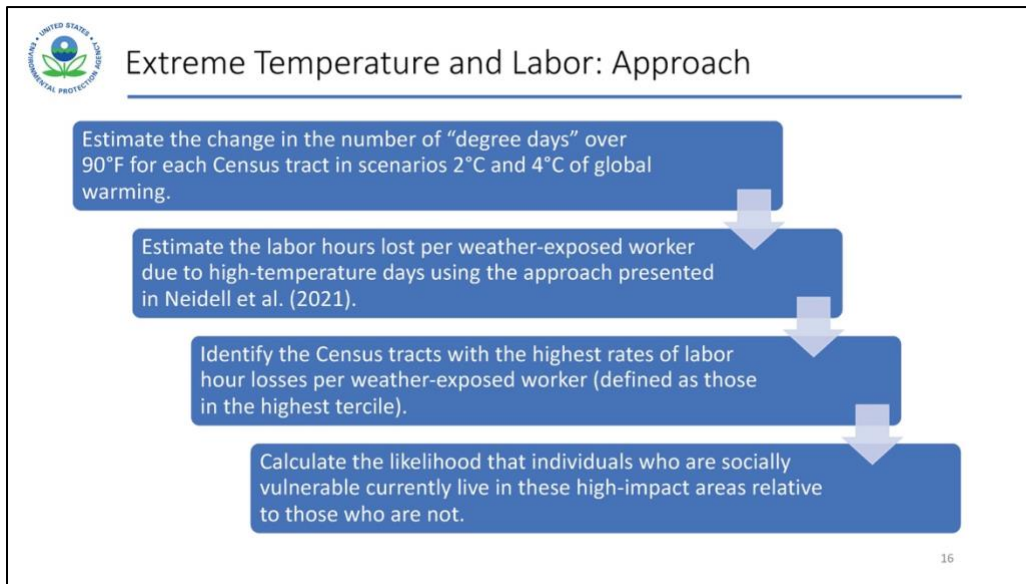 UNITED STATES
ENVIRONMENTAL PROTECTION AGENCY
Extreme Temperature and Labor: Approach
Estimate the change in the number of “degree days” over
90°F for each Census tract in scenarios 2°C and 4°C of global
warming.
Estimate the labor hours lost per weather-exposed worker
due to high-temperature days using the approach presented
in Neidell et al. (2021).
Identify the Census tracts with the highest rates of labor
hour losses per weather-exposed worker (defined as those
in the highest tercile).
Calculate the likelihood that individuals who are socially
vulnerable currently live in these high-impact areas relative
to those who are not.
16